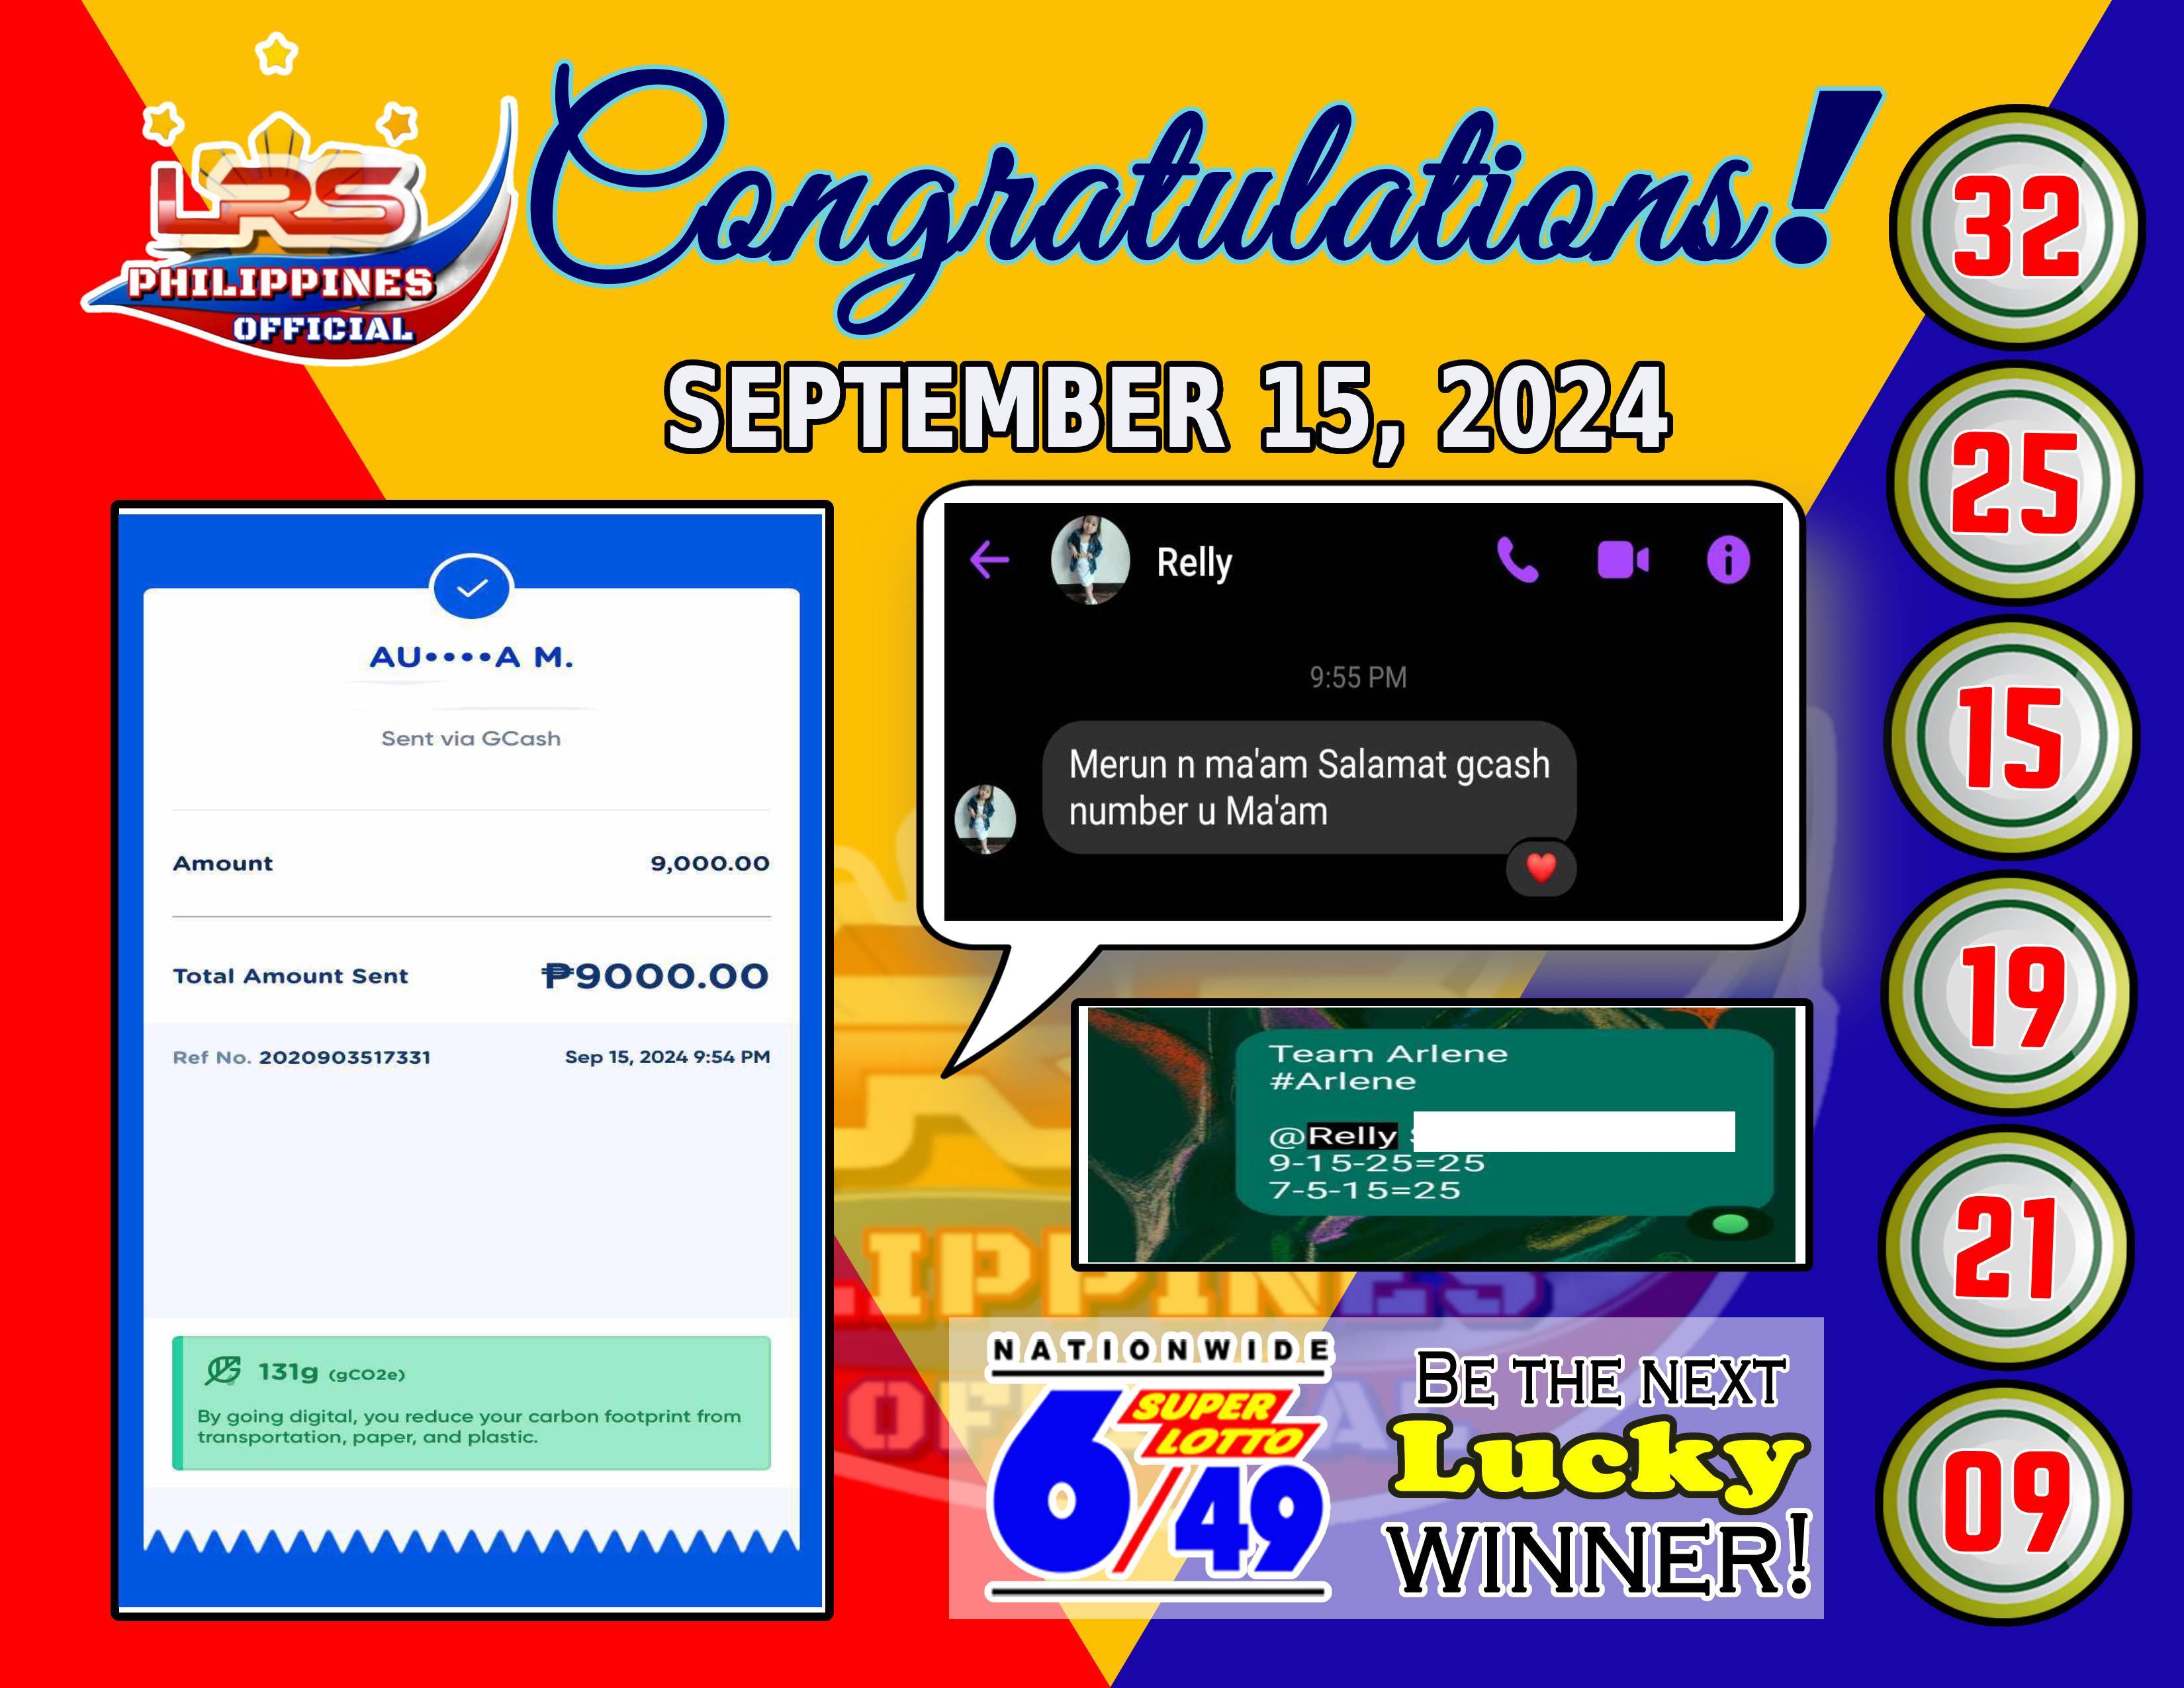 LRS
PHILIPPINES
OFFICIAL
Congratulations!
SEPTEMBER 15, 2024
AU••••A M.
Sent via GCash
Amount 9,000.00
Total Amount Sent ₱9000.00
Ref No. 2020903517331 Sep 15, 2024 9:54 PM
131g (gCO2e)
By going digital, you reduce your carbon footprint from
transportation, paper, and plastic.
Relly
9:55 PM
Merun n ma'am Salamat gcash
number u Ma'am
Team Arlene
#Arlene
@Relly
9-15-25=25
7-5-15=25
NATIONWIDE
SUPER
LOTTO
6/49
BE THE NEXT
Lucky
WINNER!
32
25
15
19
21
09